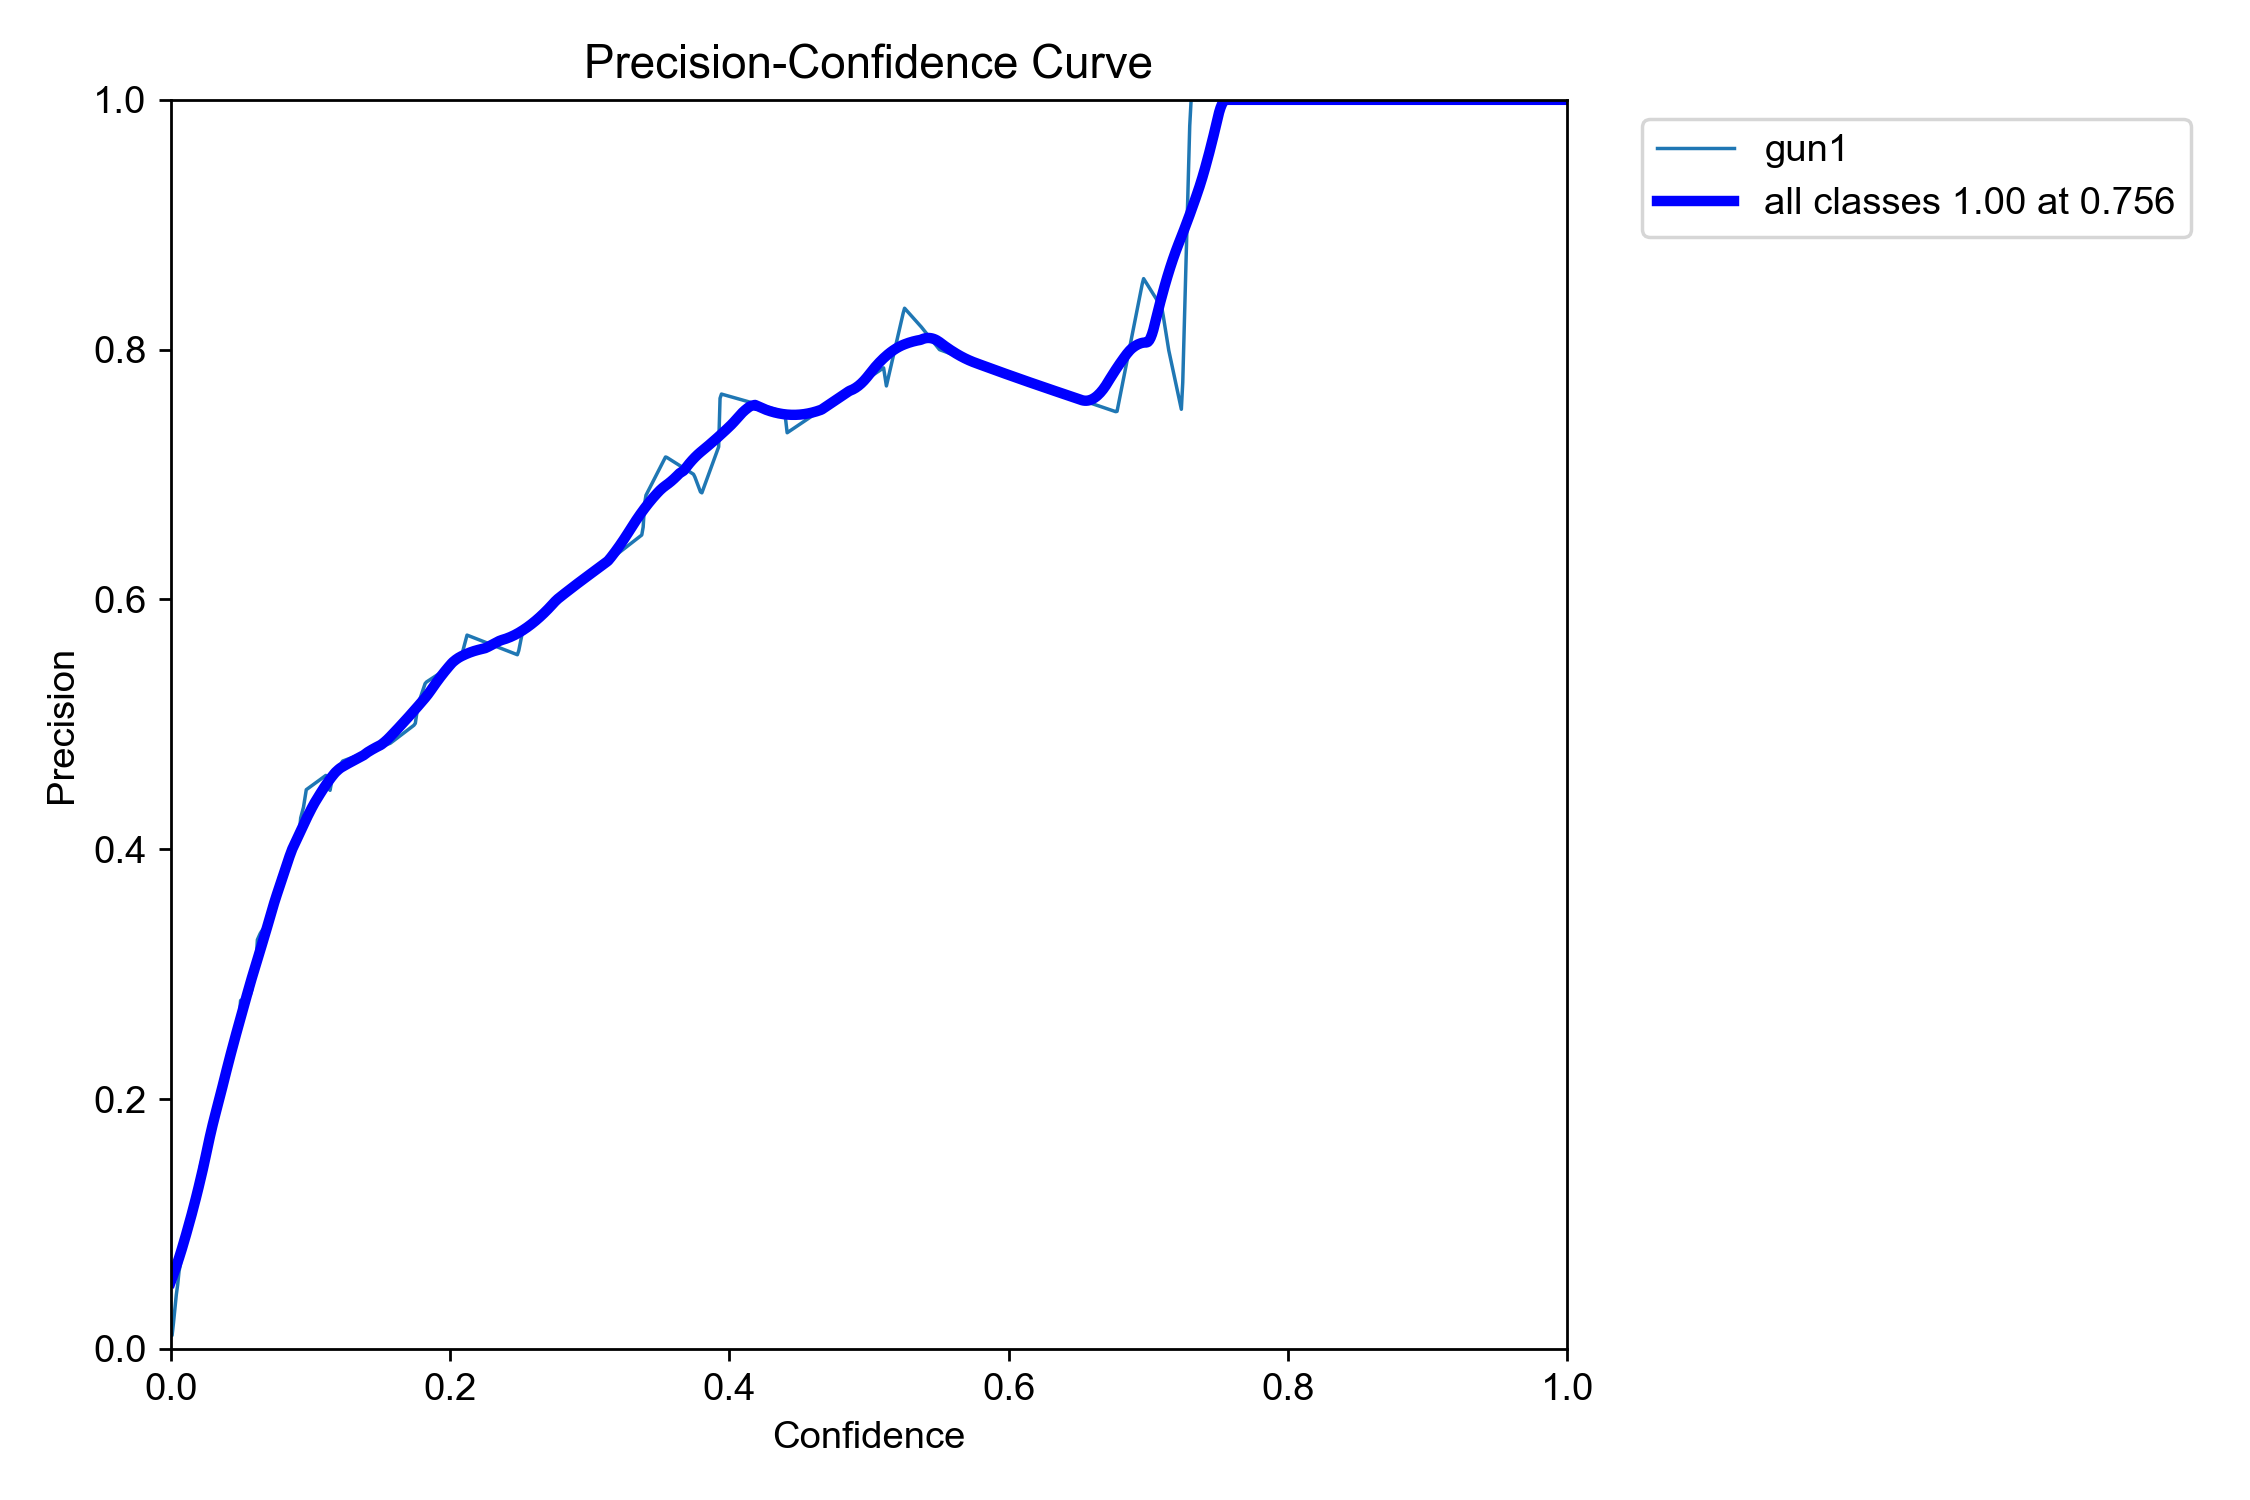 Precision-Confidence Curve
1.0
0.8
0.6
0.4
0.2
0.0
Precision
0.0 0.2 0.4 0.6 0.8 1.0
Confidence
gun1
all classes 1.00 at 0.756